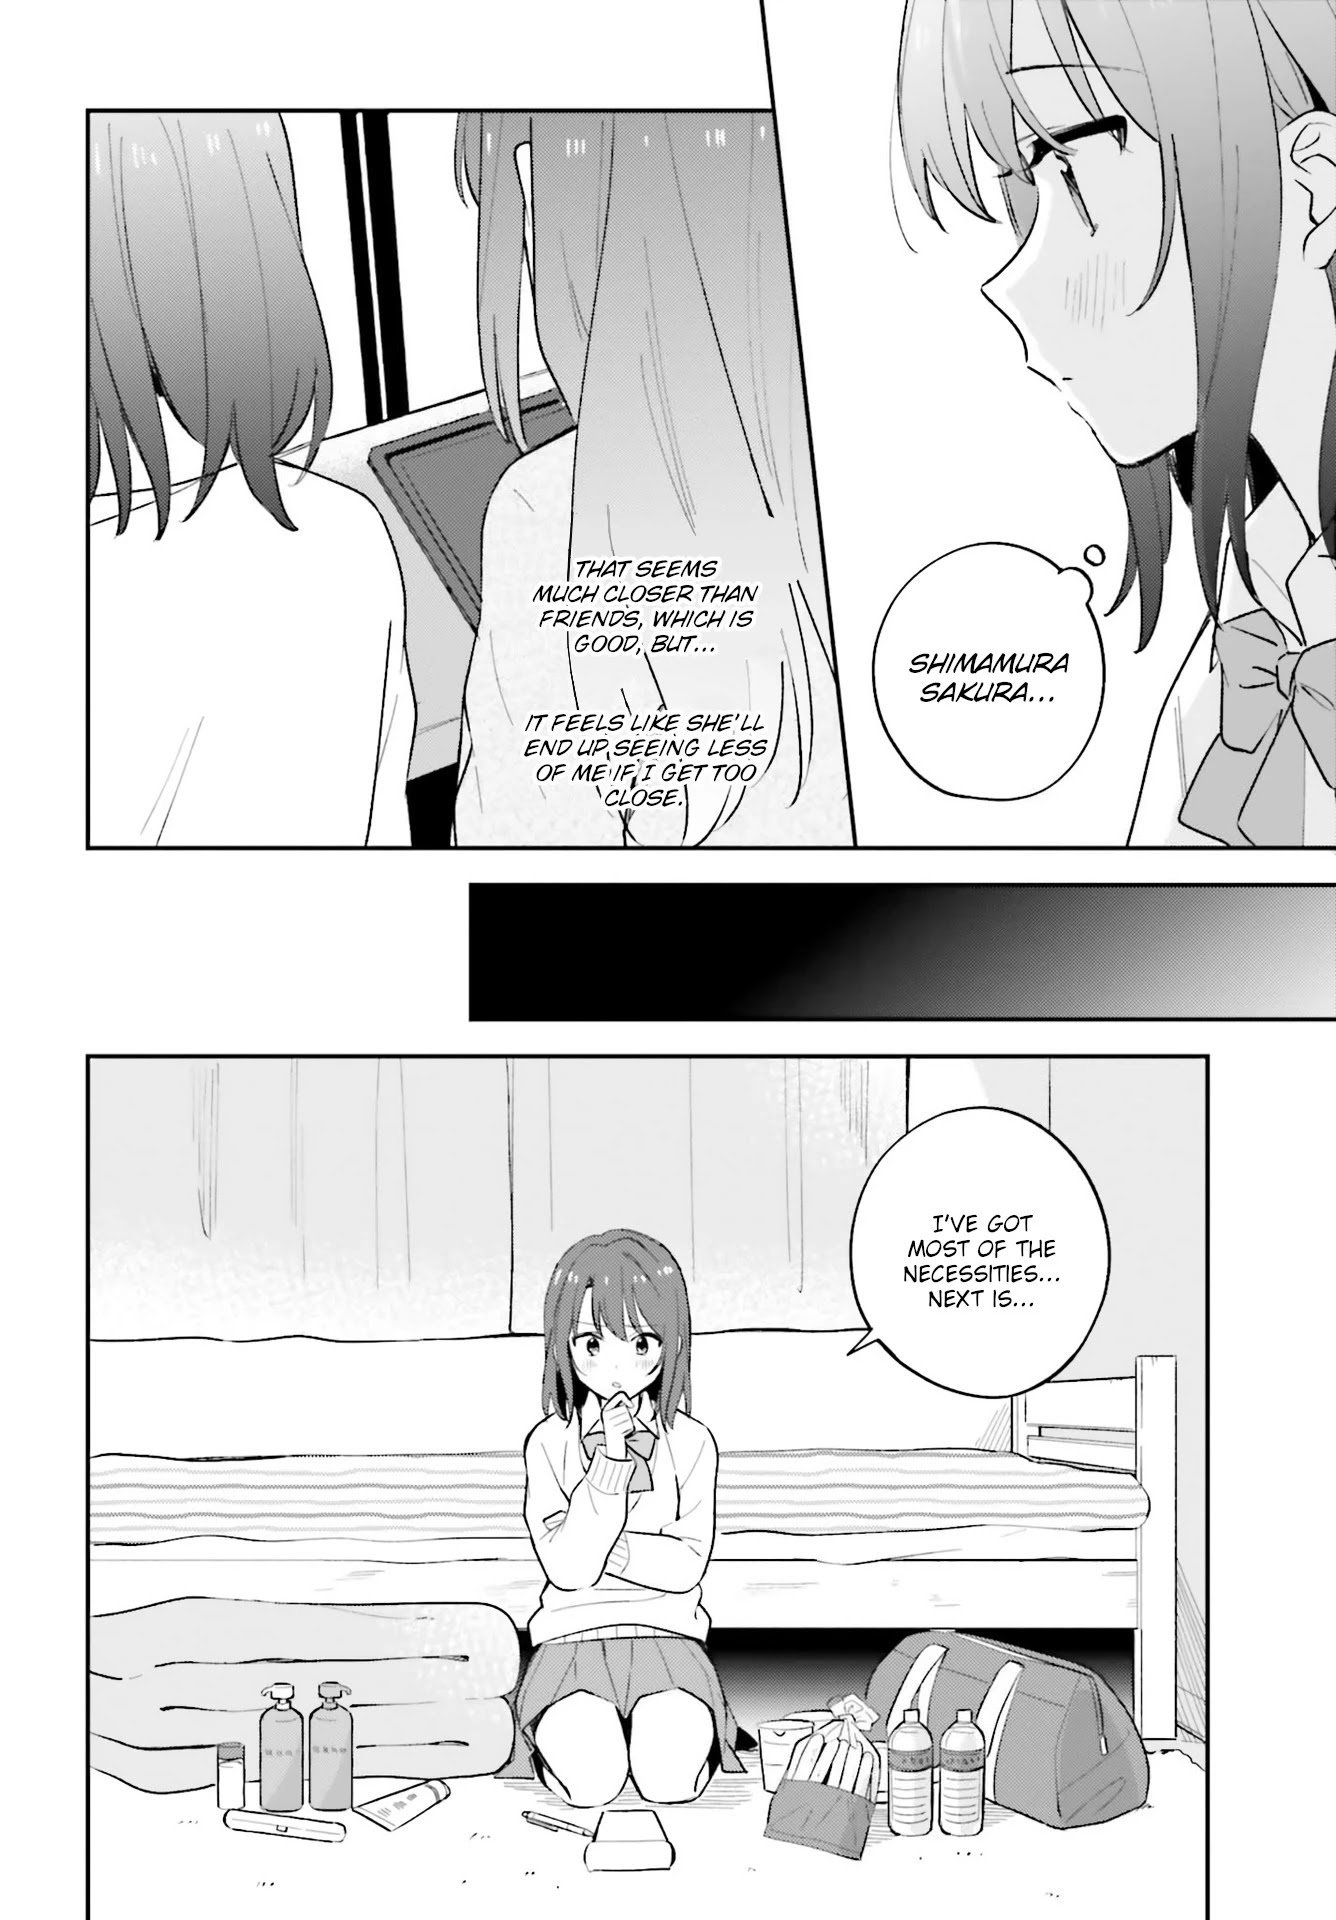 SHIMAMURA
SAKURA...
THAT SEEMS
MUCH CLOSER THAN
FRIENDS, WHICH IS
GOOD, BUT...
IT FEELS LIKE SHE'LL
END UP SEEING LESS
OF ME IF I GET TOO
CLOSE.
I'VE GOT
MOST OF THE
NECESSITIES...
NEXT IS...